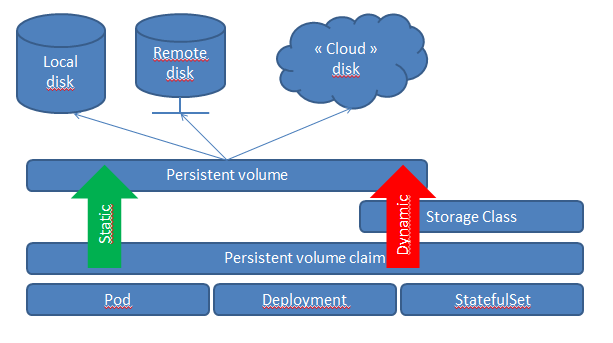 Local
disk
Remote
disk
« Cloud »
disk
Persistent volume
Static
Dynamic
Storage Class
Persistent volume claim
Pod
Deployment
StatefulSet